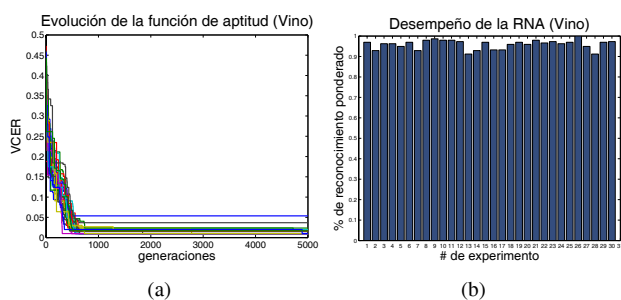 Evolución de la función de aptitud (Vino)
0.5
0.45
0.4
0.35
0.3
0.25
0.2
0.15
0.1
0.05
0
VCER
0 1000 2000 3000 4000 5000
generaciones
(a)
Desempeño de la RNA (Vino)
1
0.9
0.8
0.7
0.6
0.5
0.4
0.3
0.2
0.1
0
% de reconocimiento ponderado
1 2 3 4 5 6 7 8 9 10 11 12 13 14 15 16 17 18 19 20 21 22 23 24 25 26 27 28 29 30 3
# de experimento
(b)